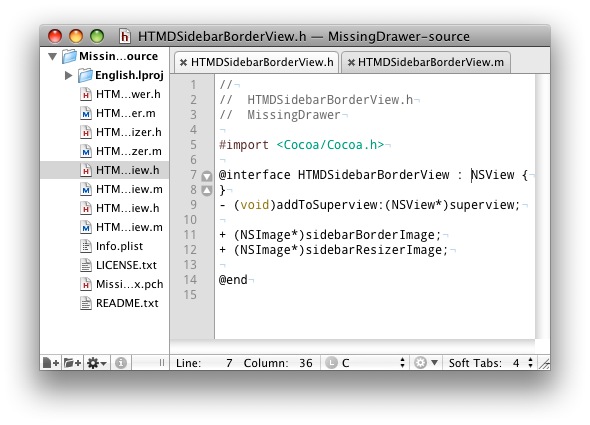 HTMDSidebarBorderView.h — MissingDrawer-source
Missin...ource
English.lproj
HTM...wer.h
HTM...er.m
HTM...izer.h
HTM...zer.m
HTM...iew.h
HTM...iew.m
HTM...iew.h
HTM...iew.m
Info.plist
LICENSE.txt
Missi...x.pch
README.txt
HTMDSidebarBorderView.h HTMDSidebarBorderView.m
1 //
2 //  HTMDSidebarBorderView.h
3 //  MissingDrawer
4
5 #import <Cocoa/Cocoa.h>
6
7 @interface HTMDSidebarBorderView : NSView {
8 }
9 - (void)addToSuperview:(NSView*)superview;
10
11 + (NSImage*)sidebarBorderImage;
12 + (NSImage*)sidebarResizerImage;
13
14 @end
15
Line: 7 Column: 36 L C Soft Tabs: 4